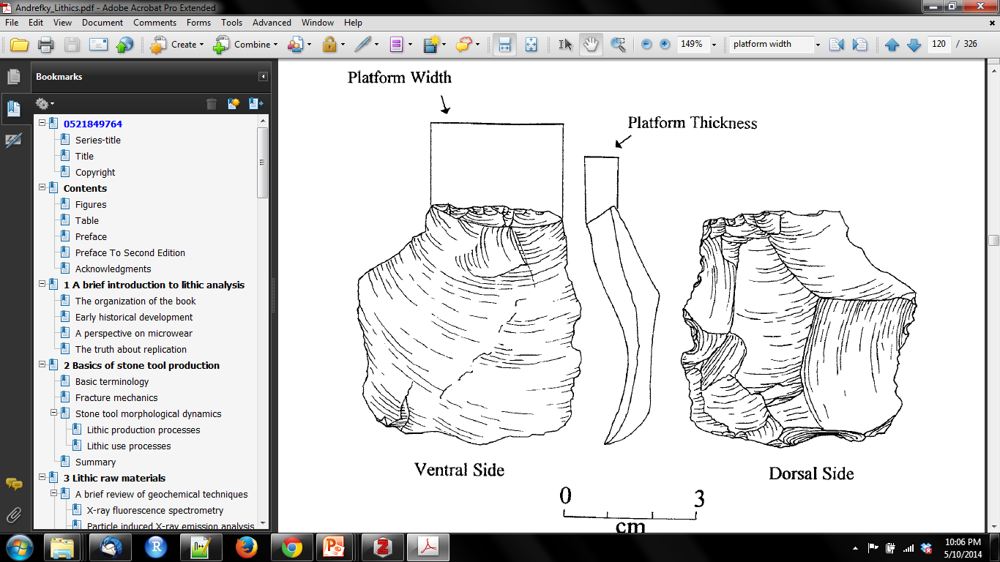 Andrefky_Lithics.pdf - Adobe Acrobat Pro Extended
File Edit View Document Comments Forms Tools Advanced Window Help
Create Combine 149% platform width 120 / 326
Bookmarks
0521849764
Series-title
Title
Copyright
Contents
Figures
Table
Preface
Preface To Second Edition
Acknowledgments
1 A brief introduction to lithic analysis
The organization of the book
Early historical development
A perspective on microwear
The truth about replication
2 Basics of stone tool production
Basic terminology
Fracture mechanics
Stone tool morphological dynamics
Lithic production processes
Lithic use processes
Summary
3 Lithic raw materials
A brief review of geochemical techniques
X-ray fluorescence spectrometry
Particle induced X-ray emission analysis
Platform Width
Platform Thickness
Ventral Side
Dorsal Side
0 3
cm
10:06 PM
5/10/2014